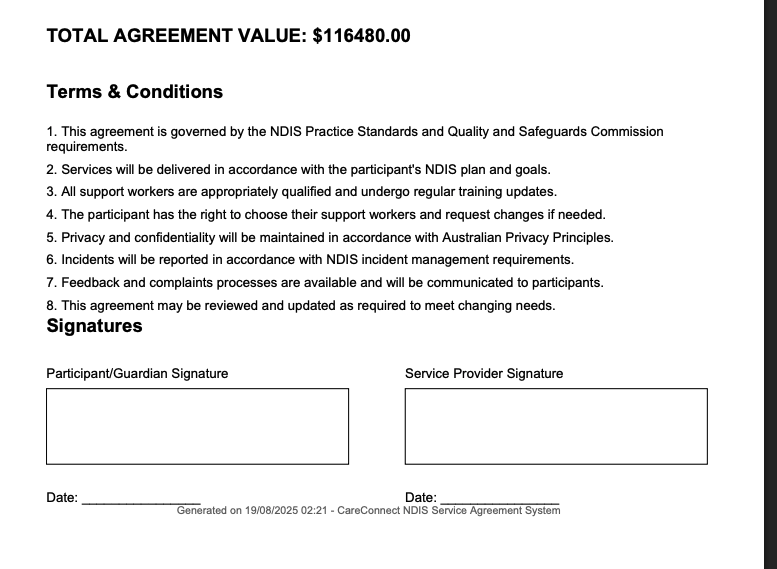 TOTAL AGREEMENT VALUE: $116480.00
Terms & Conditions
1. This agreement is governed by the NDIS Practice Standards and Quality and Safeguards Commission
requirements.
2. Services will be delivered in accordance with the participant's NDIS plan and goals.
3. All support workers are appropriately qualified and undergo regular training updates.
4. The participant has the right to choose their support workers and request changes if needed.
5. Privacy and confidentiality will be maintained in accordance with Australian Privacy Principles.
6. Incidents will be reported in accordance with NDIS incident management requirements.
7. Feedback and complaints processes are available and will be communicated to participants.
8. This agreement may be reviewed and updated as required to meet changing needs.
Signatures
Participant/Guardian Signature
Service Provider Signature
Date: ________________
Date: ________________
Generated on 19/08/2025 02:21 - CareConnect NDIS Service Agreement System